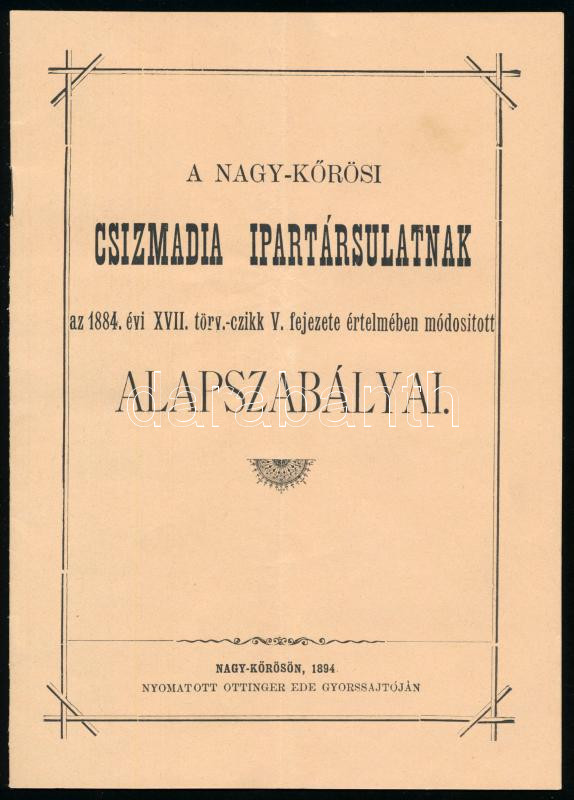 A NAGY-KŐRÖSI
CSIZMADIA IPARTÁRSULATNAK
az 1884. évi XVII. törv.-czikk V. fejezete értelmében módositott
ALAPSZABÁLYAI.
darabanth
NAGY-KŐRÖSÖN, 1894.
NYOMATOTT OTTINGER EDE GYORSSAJTÓJÁN